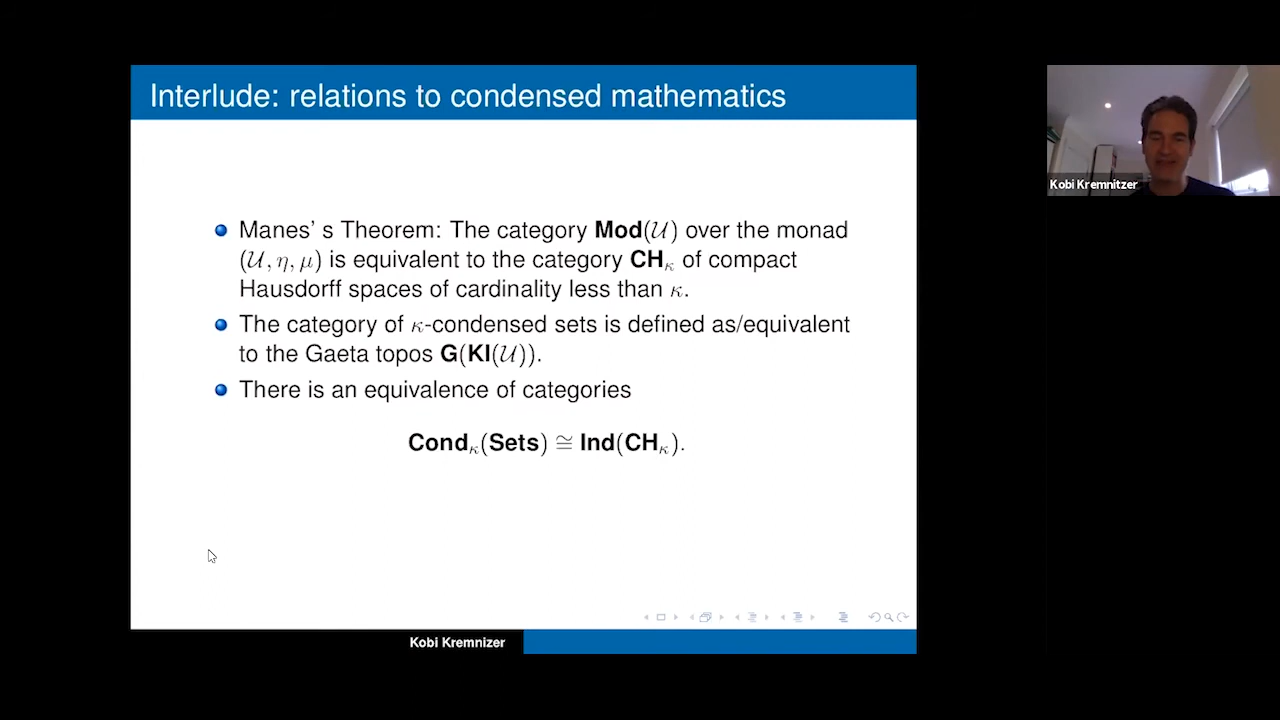 Interlude: relations to condensed mathematics
Manes' s Theorem: The category Mod(𝒰) over the monad
(𝒰, η, μ) is equivalent to the category CH_κ of compact
Hausdorff spaces of cardinality less than κ.
The category of κ-condensed sets is defined as/equivalent
to the Gaeta topos G(Kl(𝒰)).
There is an equivalence of categories
Cond_κ(Sets) ≅ Ind(CH_κ).
Kobi Kremnizer
Kobi Kremnitzer